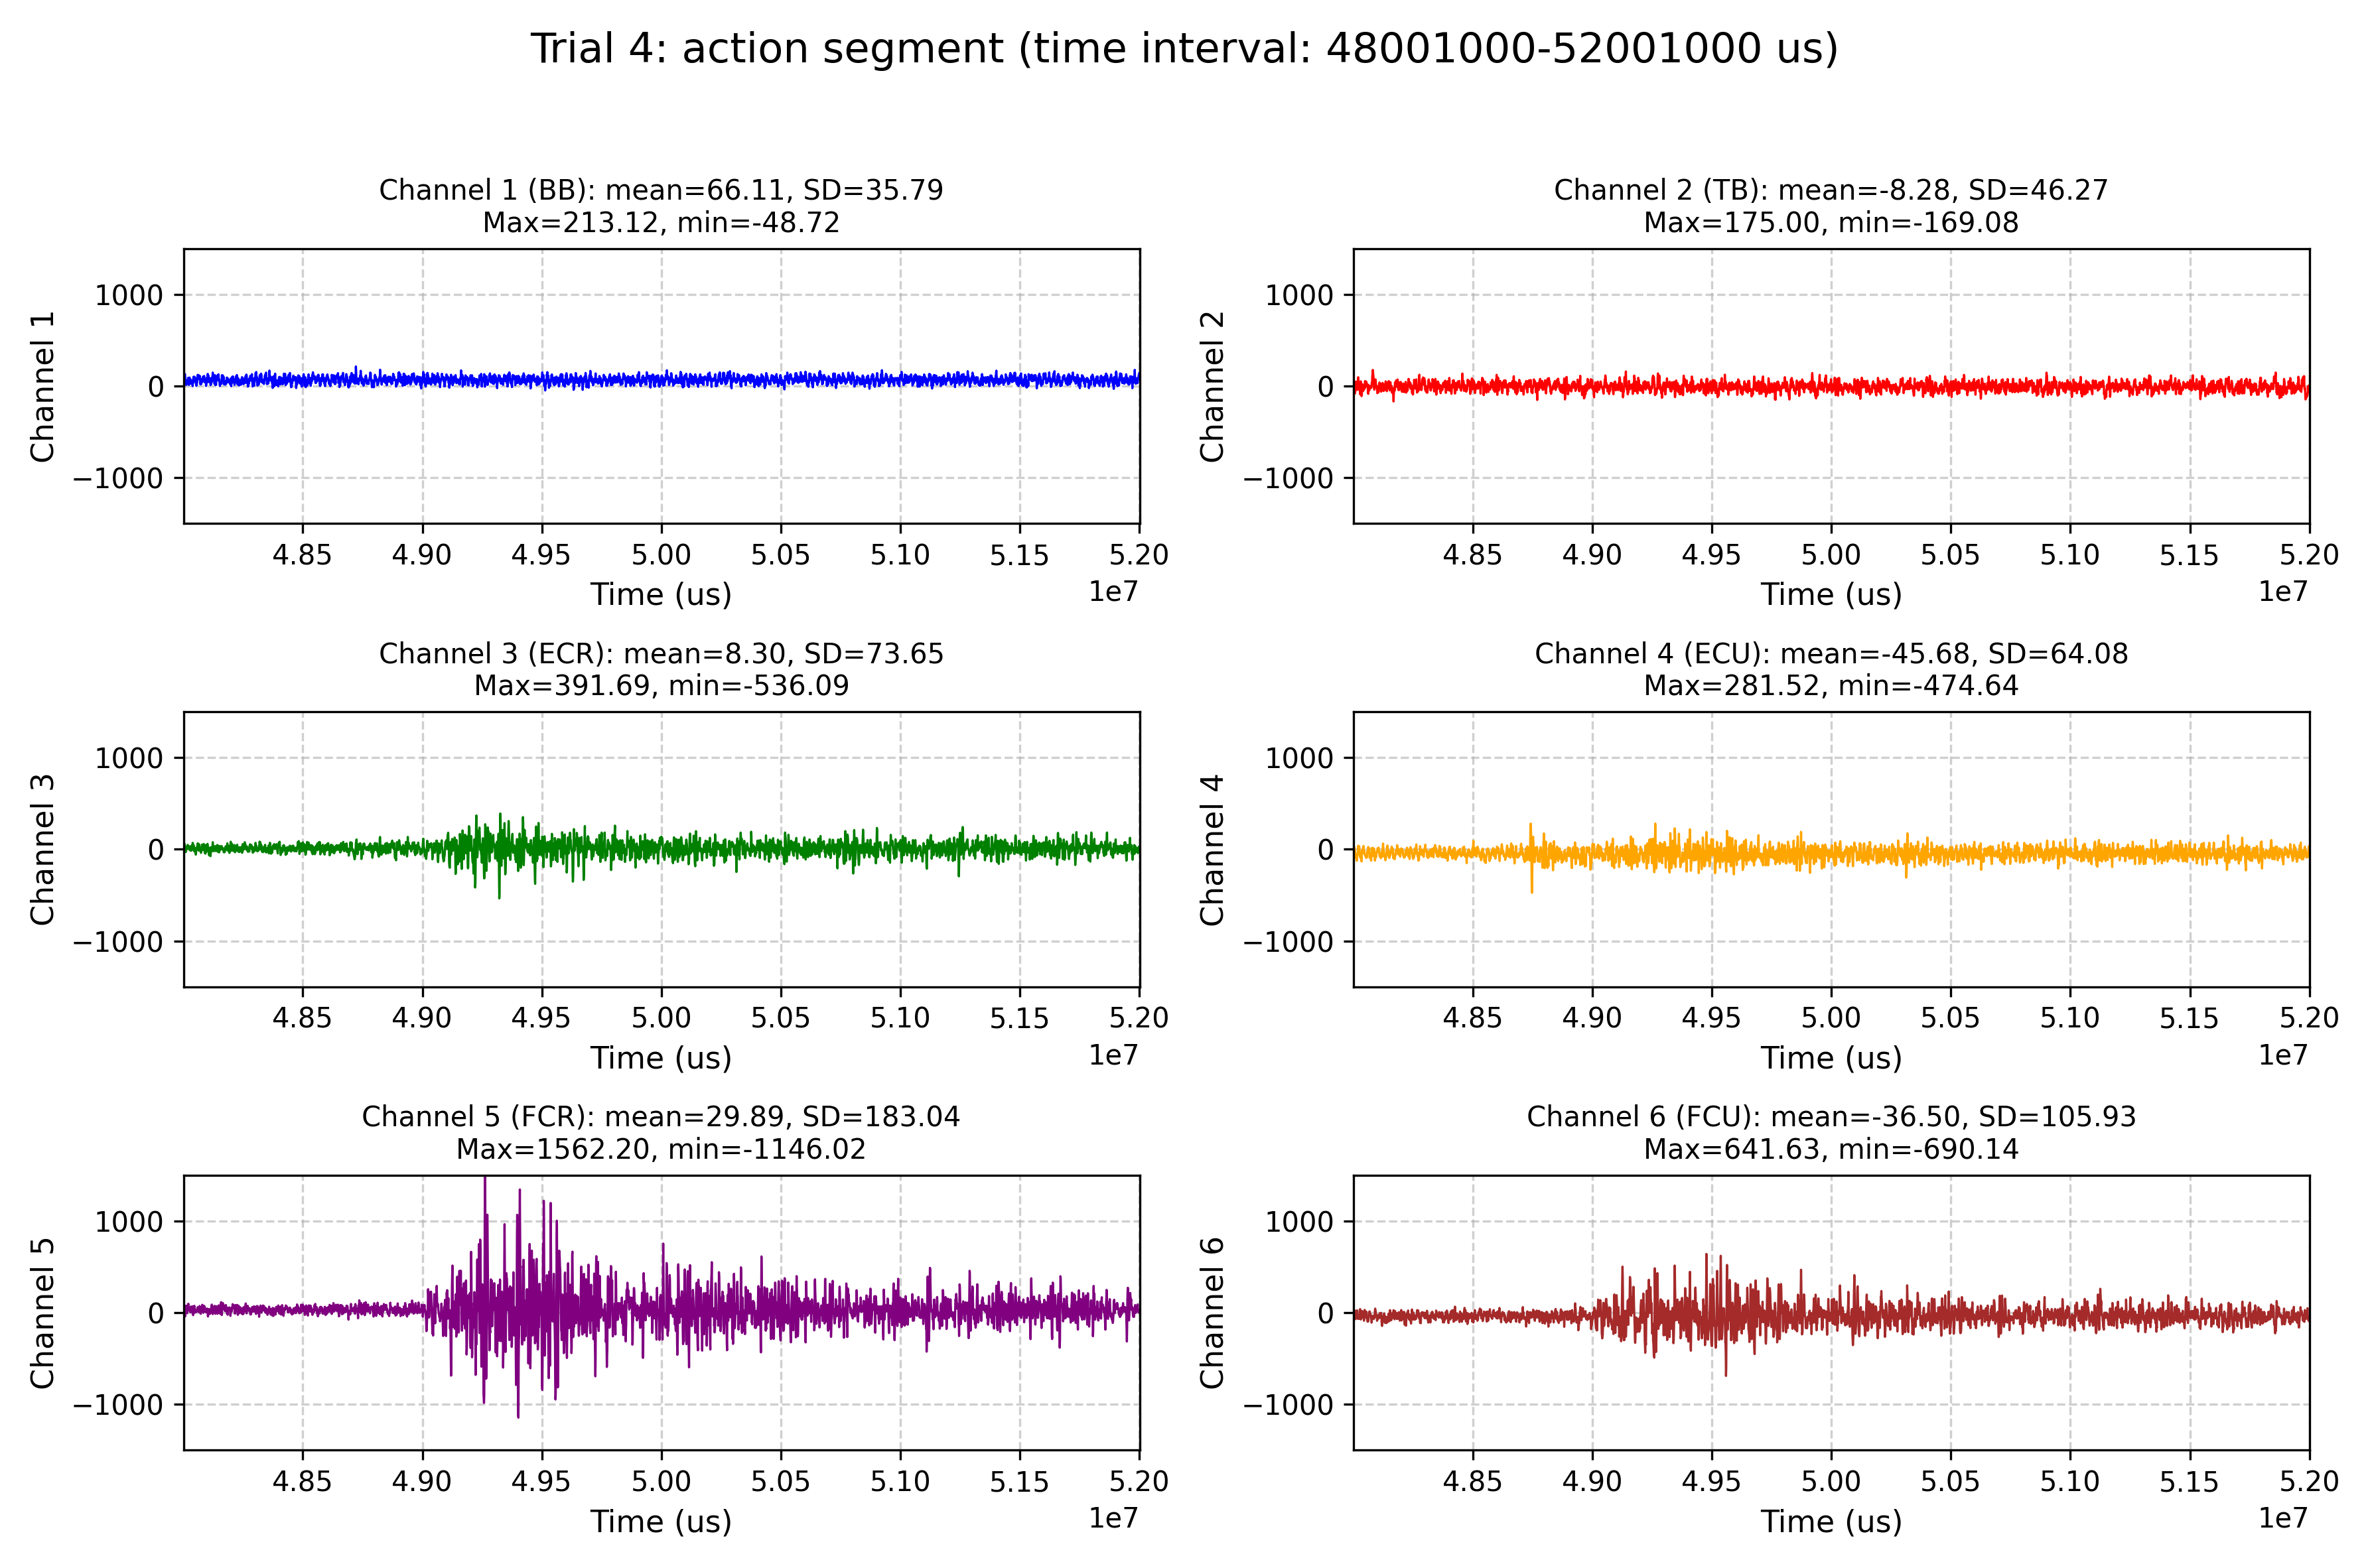 Trial 4: action segment (time interval: 48001000-52001000 us)
Channel 1 (BB): mean=66.11, SD=35.79
Max=213.12, min=-48.72
Channel 1
1000
0
−1000
4.85 4.90 4.95 5.00 5.05 5.10 5.15 5.20
Time (us)
1e7
Channel 2 (TB): mean=-8.28, SD=46.27
Max=175.00, min=-169.08
Channel 2
1000
0
−1000
4.85 4.90 4.95 5.00 5.05 5.10 5.15 5.20
Time (us)
1e7
Channel 3 (ECR): mean=8.30, SD=73.65
Max=391.69, min=-536.09
Channel 3
1000
0
−1000
4.85 4.90 4.95 5.00 5.05 5.10 5.15 5.20
Time (us)
1e7
Channel 4 (ECU): mean=-45.68, SD=64.08
Max=281.52, min=-474.64
Channel 4
1000
0
−1000
4.85 4.90 4.95 5.00 5.05 5.10 5.15 5.20
Time (us)
1e7
Channel 5 (FCR): mean=29.89, SD=183.04
Max=1562.20, min=-1146.02
Channel 5
1000
0
−1000
4.85 4.90 4.95 5.00 5.05 5.10 5.15 5.20
Time (us)
1e7
Channel 6 (FCU): mean=-36.50, SD=105.93
Max=641.63, min=-690.14
Channel 6
1000
0
−1000
4.85 4.90 4.95 5.00 5.05 5.10 5.15 5.20
Time (us)
1e7